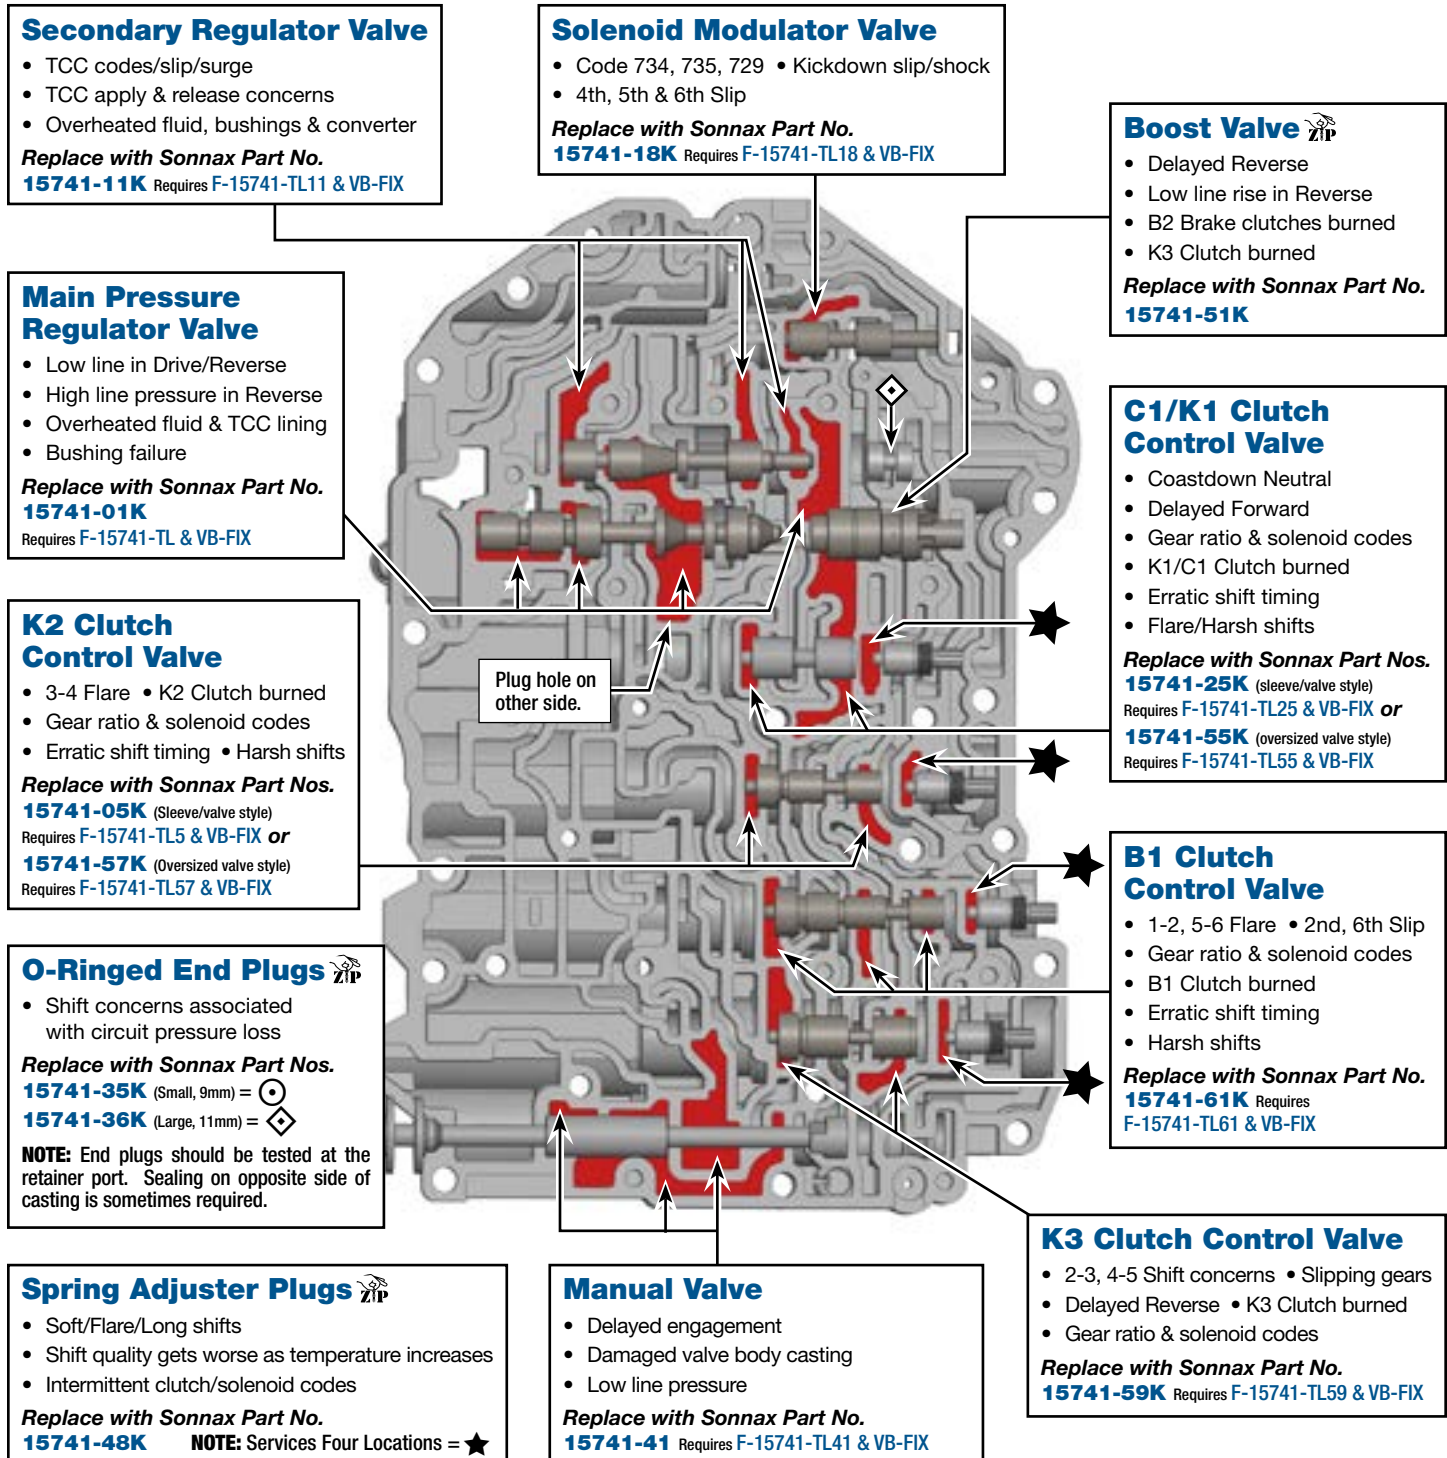 Secondary Regulator Valve
• TCC codes/slip/surge
• TCC apply & release concerns
• Overheated fluid, bushings & converter
Replace with Sonnax Part No.
15741-11K Requires F-15741-TL11 & VB-FIX
Solenoid Modulator Valve
• Code 734, 735, 729 • Kickdown slip/shock
• 4th, 5th & 6th Slip
Replace with Sonnax Part No.
15741-18K Requires F-15741-TL18 & VB-FIX
Boost Valve ZIP
• Delayed Reverse
• Low line rise in Reverse
• B2 Brake clutches burned
• K3 Clutch burned
Replace with Sonnax Part No.
15741-51K
Main Pressure
Regulator Valve
• Low line in Drive/Reverse
• High line pressure in Reverse
• Overheated fluid & TCC lining
• Bushing failure
Replace with Sonnax Part No.
15741-01K
Requires F-15741-TL & VB-FIX
C1/K1 Clutch
Control Valve
• Coastdown Neutral
• Delayed Forward
• Gear ratio & solenoid codes
• K1/C1 Clutch burned
• Erratic shift timing
• Flare/Harsh shifts
Replace with Sonnax Part Nos.
15741-25K (sleeve/valve style)
Requires F-15741-TL25 & VB-FIX or
15741-55K (oversized valve style)
Requires F-15741-TL55 & VB-FIX
K2 Clutch
Control Valve
• 3-4 Flare • K2 Clutch burned
• Gear ratio & solenoid codes
• Erratic shift timing • Harsh shifts
Replace with Sonnax Part Nos.
15741-05K (Sleeve/valve style)
Requires F-15741-TL5 & VB-FIX or
15741-57K (Oversized valve style)
Requires F-15741-TL57 & VB-FIX
Plug hole on
other side.
B1 Clutch
Control Valve
• 1-2, 5-6 Flare • 2nd, 6th Slip
• Gear ratio & solenoid codes
• B1 Clutch burned
• Erratic shift timing
• Harsh shifts
Replace with Sonnax Part No.
15741-61K Requires
F-15741-TL61 & VB-FIX
O-Ringed End Plugs ZIP
• Shift concerns associated
with circuit pressure loss
Replace with Sonnax Part Nos.
15741-35K (Small, 9mm) =
15741-36K (Large, 11mm) =
NOTE: End plugs should be tested at the
retainer port. Sealing on opposite side of
casting is sometimes required.
K3 Clutch Control Valve
• 2-3, 4-5 Shift concerns • Slipping gears
• Delayed Reverse • K3 Clutch burned
• Gear ratio & solenoid codes
Replace with Sonnax Part No.
15741-59K Requires F-15741-TL59 & VB-FIX
Spring Adjuster Plugs ZIP
• Soft/Flare/Long shifts
• Shift quality gets worse as temperature increases
• Intermittent clutch/solenoid codes
Replace with Sonnax Part No.
15741-48K NOTE: Services Four Locations = ★
Manual Valve
• Delayed engagement
• Damaged valve body casting
• Low line pressure
Replace with Sonnax Part No.
15741-41 Requires F-15741-TL41 & VB-FIX